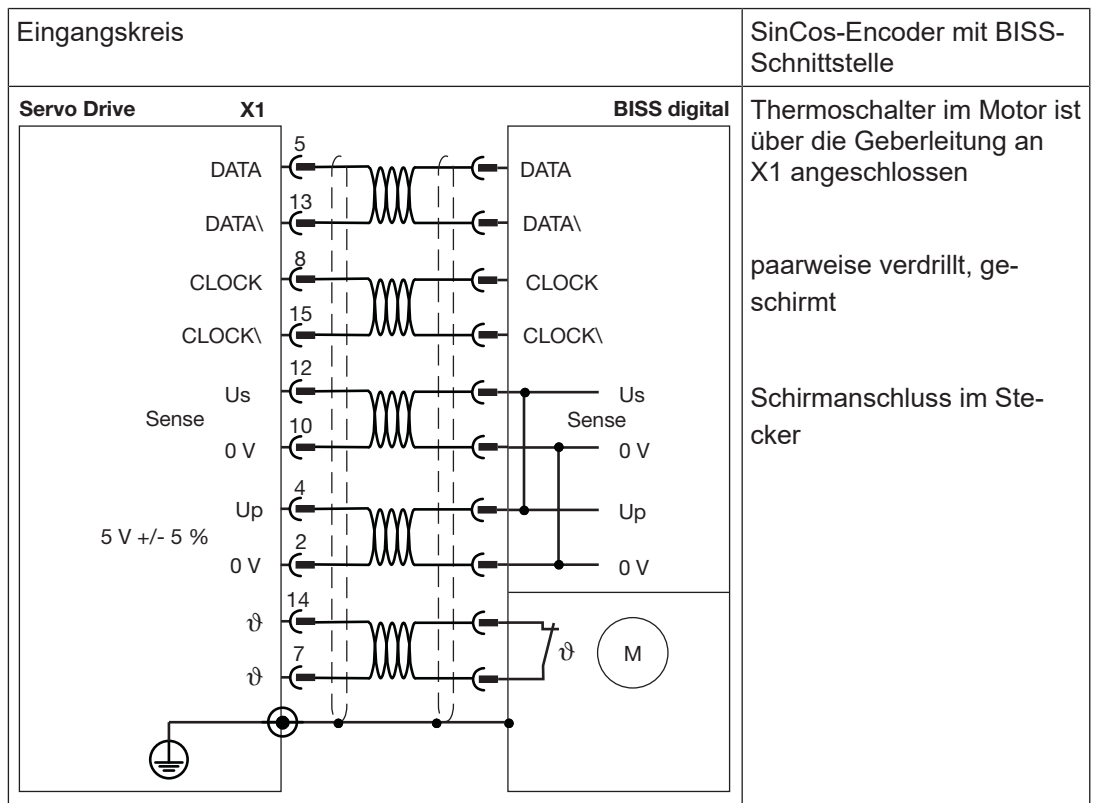 Eingangskreis
SinCos-Encoder mit BISS-
Schnittstelle
Servo Drive X1 BISS digital
5
DATA DATA
13
DATA\ DATA\
8
CLOCK CLOCK
15
CLOCK\ CLOCK\
12
Us Us
Sense Sense
10
0 V 0 V
4
Up Up
5 V +/- 5 %
2
0 V 0 V
14
ϑ
7
ϑ
ϑ M
Thermoschalter im Motor ist
über die Geberleitung an
X1 angeschlossen
paarweise verdrillt, ge-
schirmt
Schirmanschluss im Ste-
cker